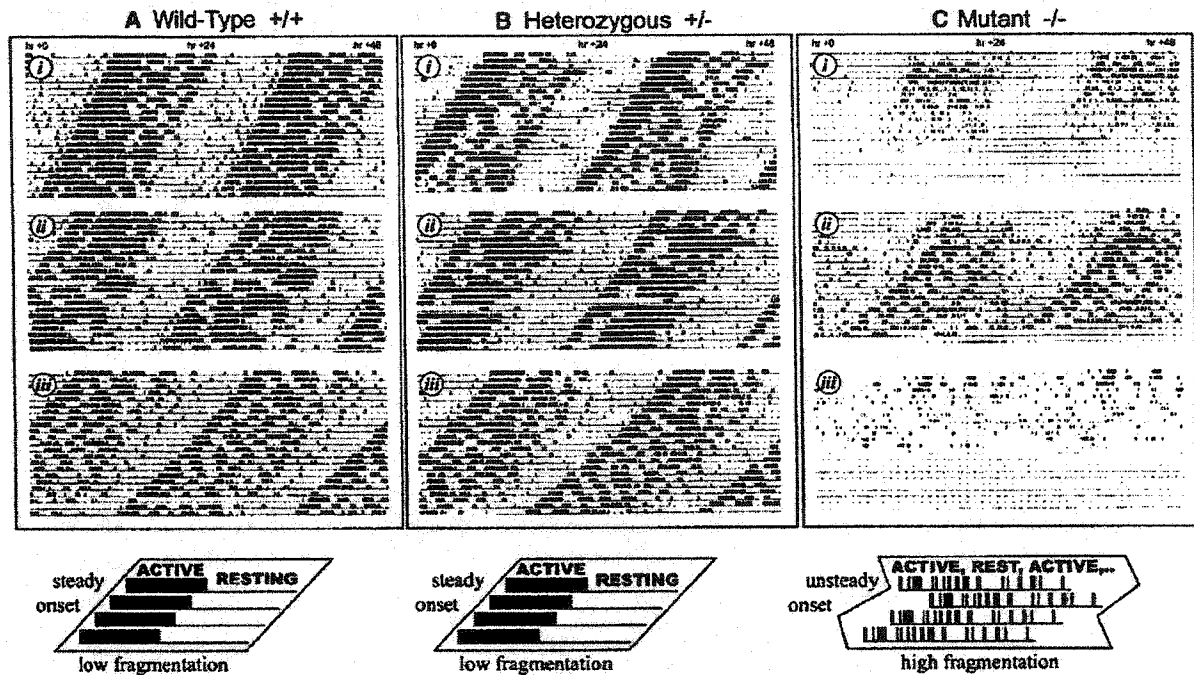 A Wild-Type +/+
B Heterozygous +/-
C Mutant -/-
hr +0 hr +24 hr +48
hr +0 hr +24 hr +48
hr +0 hr +24 hr +48
i
i
i
ii
ii
ii
iii
iii
iii
steady
onset
ACTIVE
RESTING
low fragmentation
steady
onset
ACTIVE
RESTING
low fragmentation
unsteady
onset
ACTIVE, REST, ACTIVE,...
high fragmentation